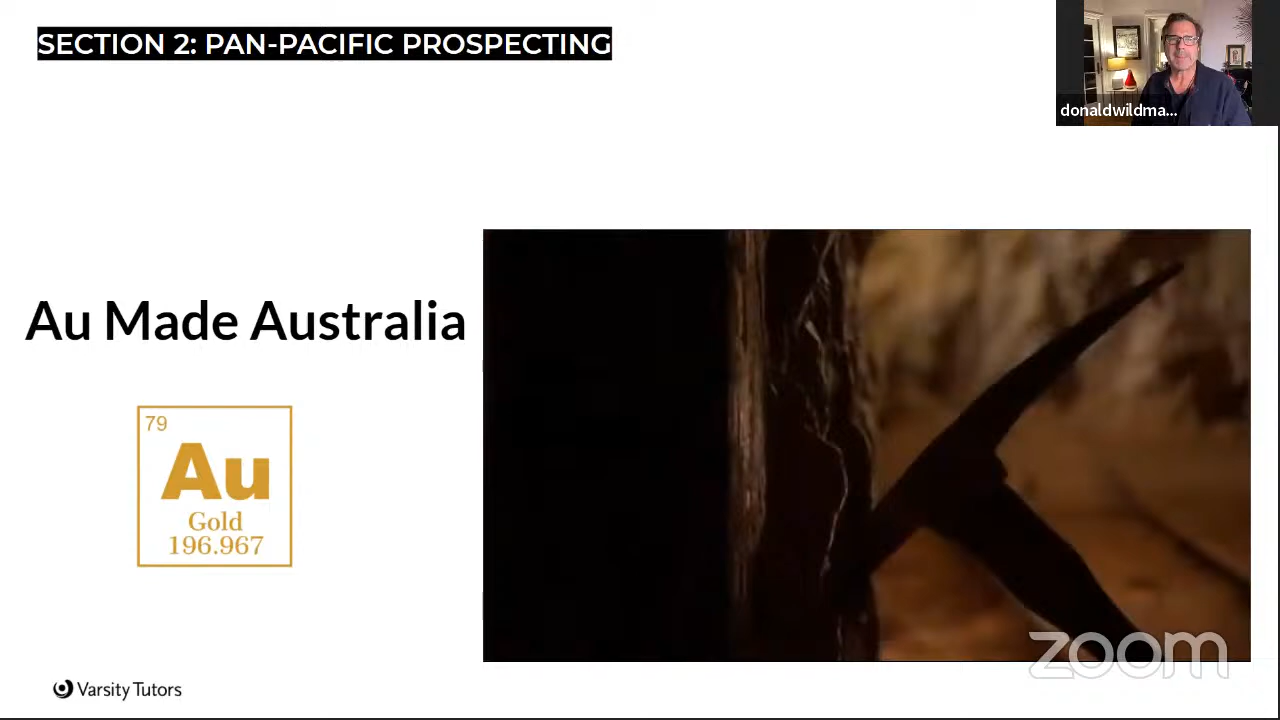 SECTION 2: PAN-PACIFIC PROSPECTING
donaldwildma...
Au Made Australia
79
Au
Gold
196.967
Varsity Tutors
zoom